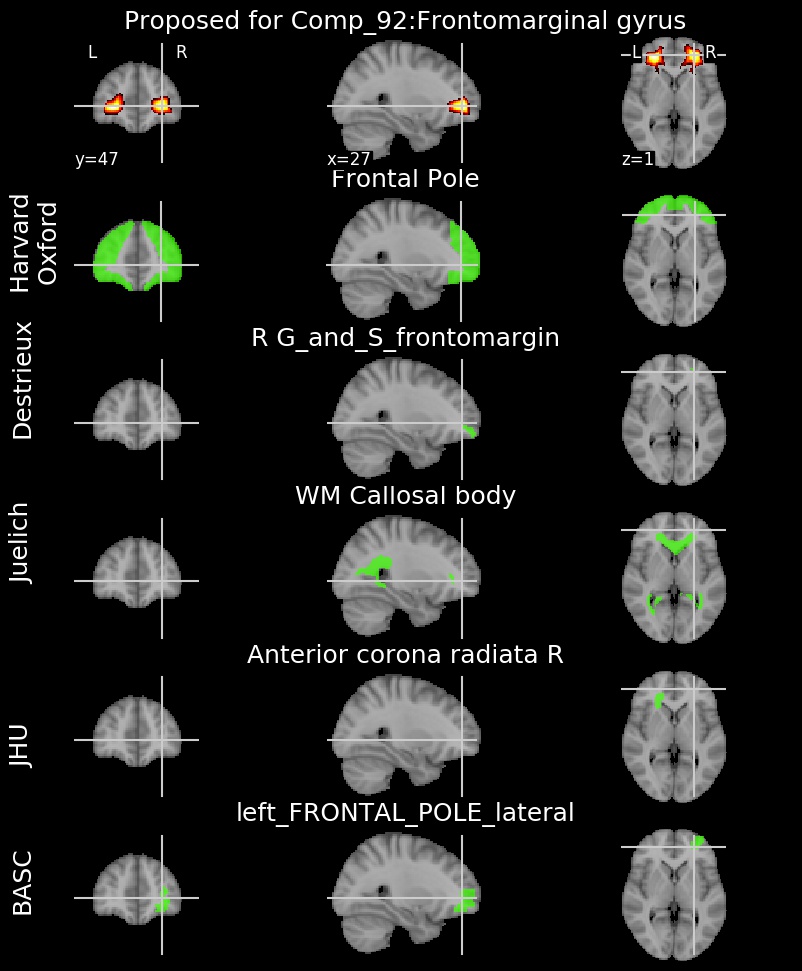 Proposed for Comp_92:Frontomarginal gyrus
L R
L R
y=47 x=27 z=1
Harvard
Oxford
Frontal Pole
Destrieux
R G_and_S_frontomargin
Juelich
WM Callosal body
JHU
Anterior corona radiata R
BASC
left_FRONTAL_POLE_lateral